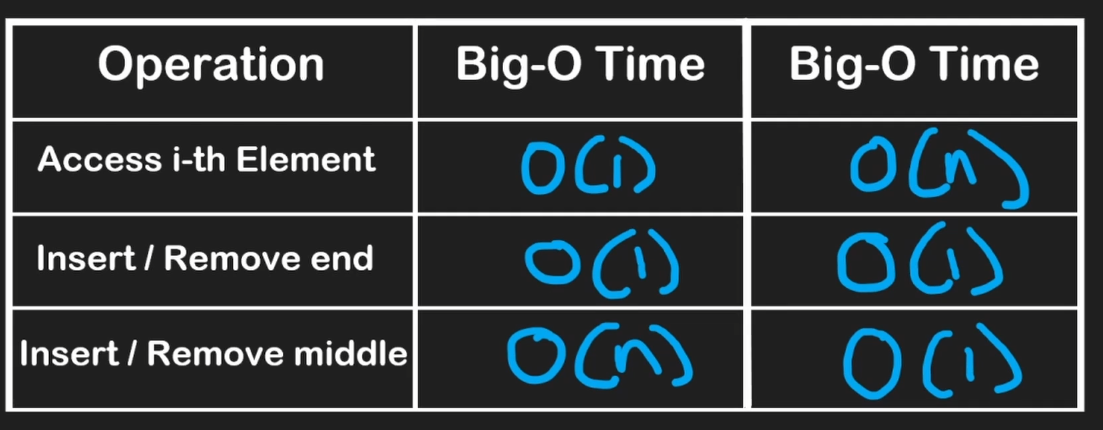 Operation Big-O Time Big-O Time
Access i-th Element O(1) O(n)
Insert / Remove end O(1) O(1)
Insert / Remove middle O(n) O(1)